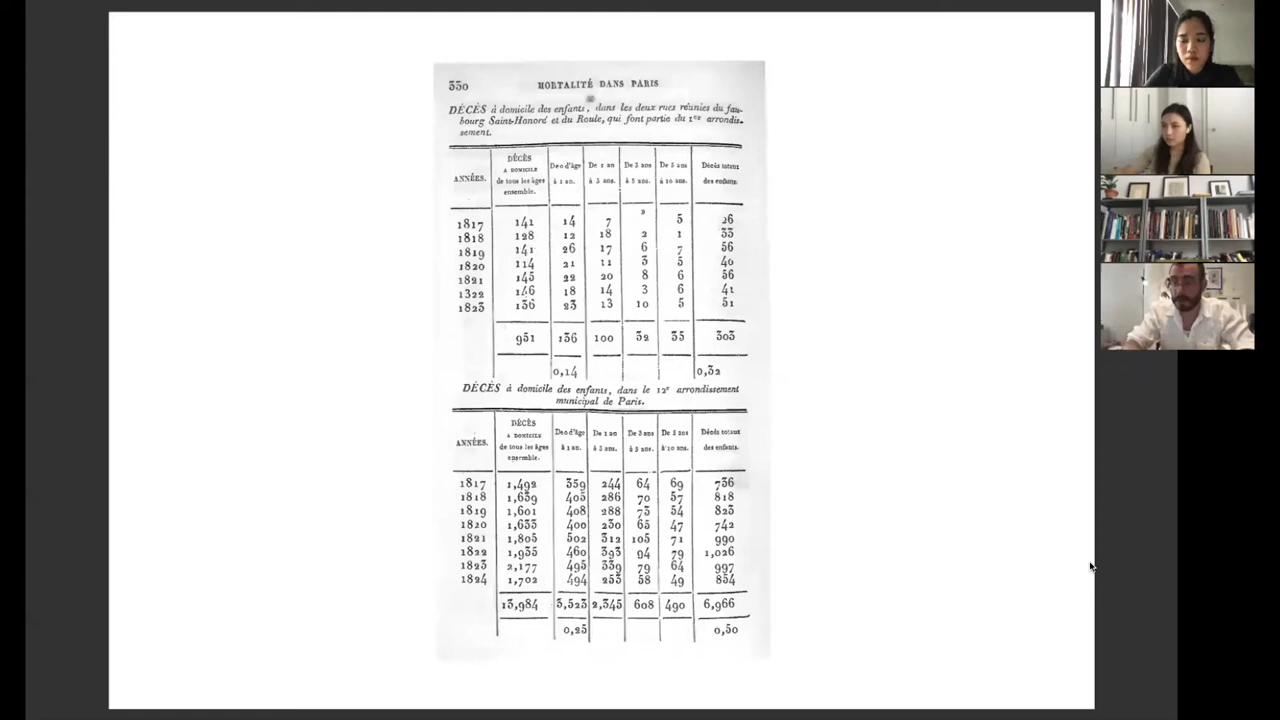 330 MORTALITÉ DANS PARIS
DÉCÈS à domicile des enfants, dans les deux rues réunies du fau-
bourg Saint-Honoré et du Roule, qui font partie du 1er arrondis-
sement.
ANNÉES.
DÉCÈS
A DOMICILE
de tous les âges
ensemble.
De 0 d'âge
à 1 an.
De 1 an
à 3 ans.
De 3 ans
à 5 ans.
De 5 ans
à 10 ans.
Décès totaux
des enfans.
1817 141 14 7 » 5 26
1818 128 12 18 2 1 33
1819 141 26 17 6 7 56
1820 114 21 11 3 5 40
1821 145 22 20 8 6 56
1322 146 18 14 3 6 41
1823 136 23 13 10 5 51
951 136 100 32 35 303
0,14 0,32
DÉCÈS à domicile des enfants, dans le 12e arrondissement
municipal de Paris.
ANNÉES.
DÉCÈS
A DOMICILE
de tous les âges
ensemble.
De 0 d'âge
à 1 an.
De 1 an
à 3 ans.
De 3 ans
à 5 ans.
De 5 ans
à 10 ans.
Décès totaux
des enfans.
1817 1,492 359 244 64 69 736
1818 1,639 405 286 70 57 818
1819 1,601 408 288 73 54 823
1820 1,633 400 230 65 47 742
1821 1,805 502 312 105 71 990
1822 1,935 460 393 94 79 1,026
1823 2,177 495 339 79 64 997
1824 1,702 494 253 58 49 854
13,984 3,523 2,345 608 490 6,966
0,25 0,50